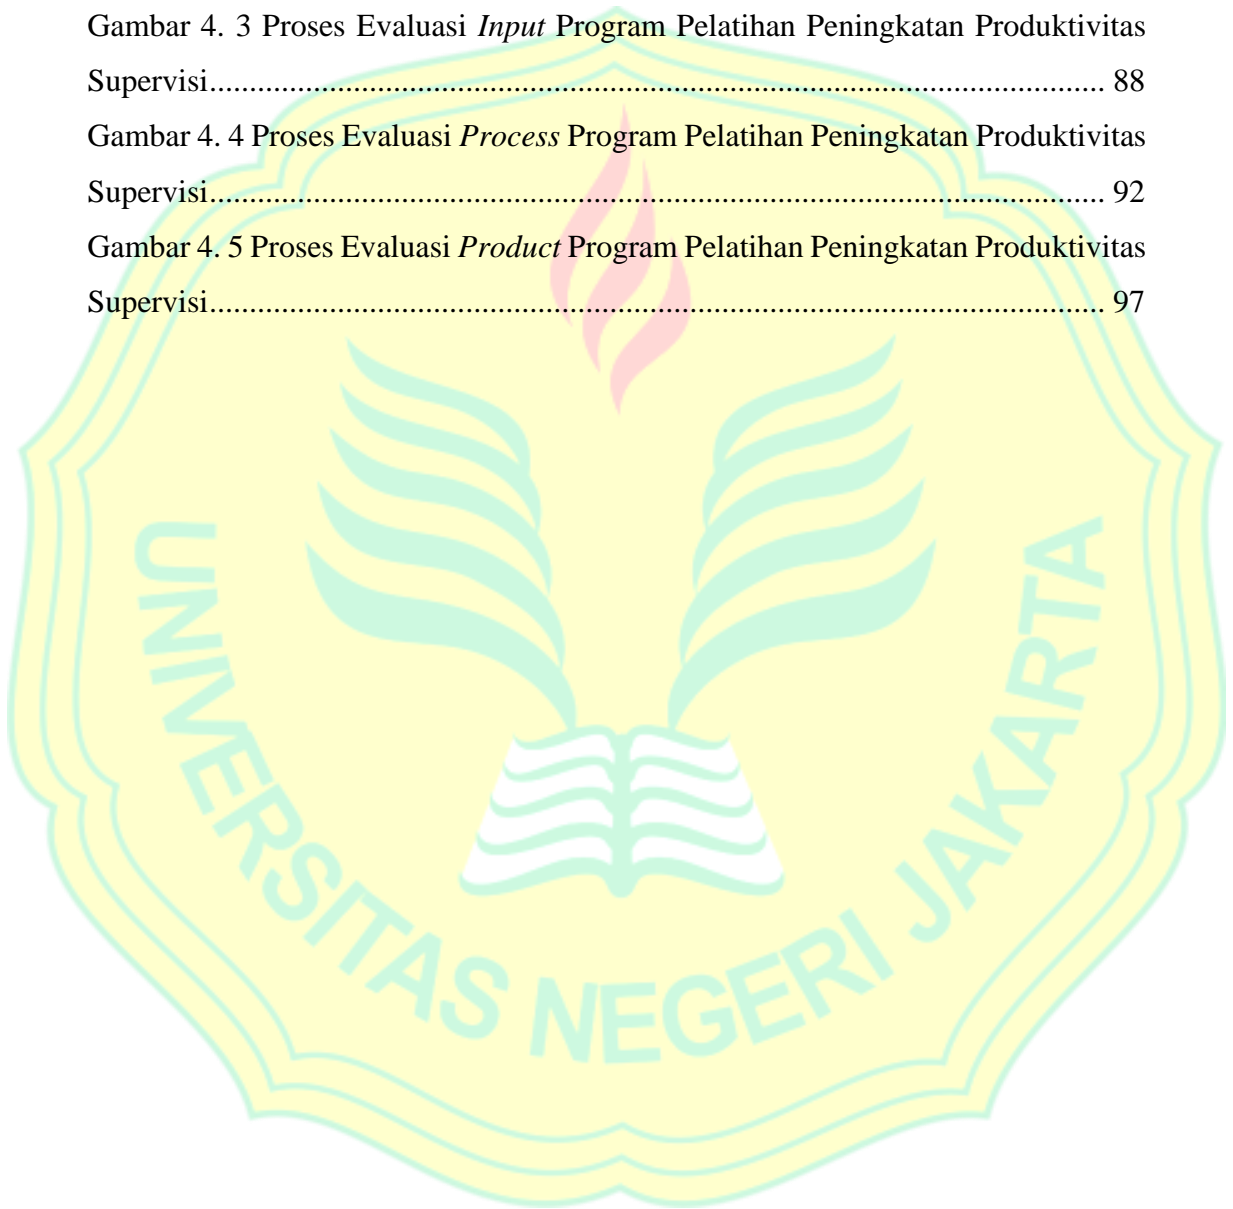 Gambar 4. 3 Proses Evaluasi Input Program Pelatihan Peningkatan Produktivitas
Supervisi................................................................................................................ 88
Gambar 4. 4 Proses Evaluasi Process Program Pelatihan Peningkatan Produktivitas
Supervisi................................................................................................................ 92
Gambar 4. 5 Proses Evaluasi Product Program Pelatihan Peningkatan Produktivitas
Supervisi................................................................................................................ 97
UNIVERSITAS NEGERI JAKARTA